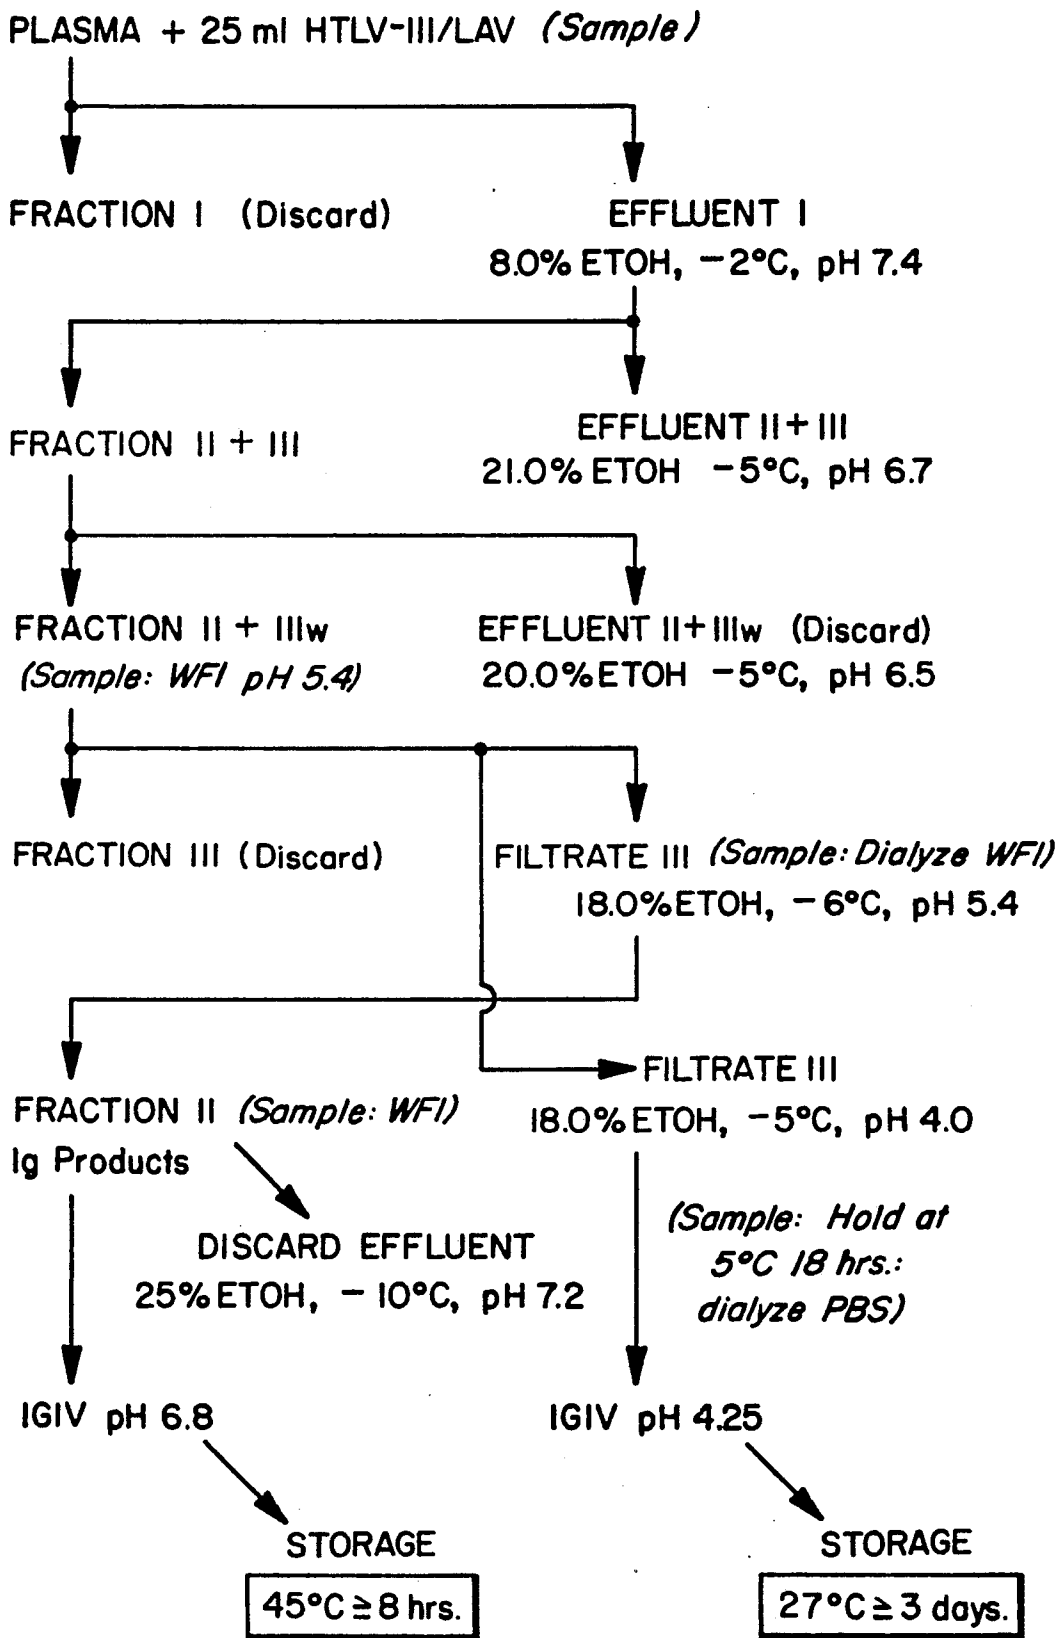 PLASMA + 25 ml HTLV-III/LAV (Sample)
FRACTION I (Discard)
EFFLUENT I
8.0% ETOH, -2°C, pH 7.4
FRACTION II + III
EFFLUENT II+III
21.0% ETOH -5°C, pH 6.7
FRACTION II + IIIw
(Sample: WFI pH 5.4)
EFFLUENT II+IIIw (Discard)
20.0% ETOH -5°C, pH 6.5
FRACTION III (Discard)
FILTRATE III (Sample: Dialyze WFI)
18.0% ETOH, -6°C, pH 5.4
FRACTION II (Sample: WFI)
Ig Products
FILTRATE III
18.0% ETOH, -5°C, pH 4.0
DISCARD EFFLUENT
25% ETOH, -10°C, pH 7.2
(Sample: Hold at
5°C 18 hrs.:
dialyze PBS)
IGIV pH 6.8
IGIV pH 4.25
STORAGE
45°C ≥ 8 hrs.
STORAGE
27°C ≥ 3 days.